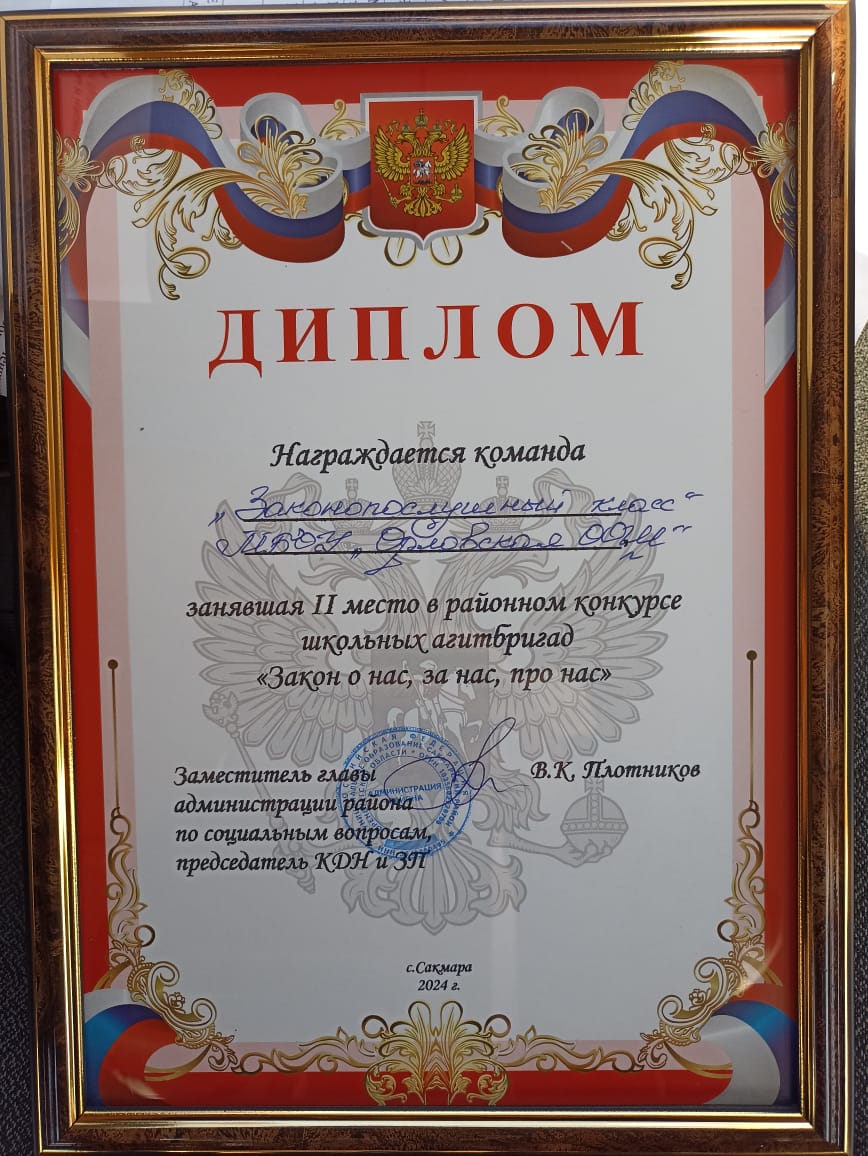 ДИПЛОМ
Награждается команда
„Законопослушный класс“
МБОУ „Орловская ООШ“
занявшая II место в районном конкурсе
школьных агитбригад
«Закон о нас, за нас, про нас»
Заместитель главы
администрации района
по социальным вопросам,
председатель КДН и ЗП
В.К. Плотников
АДМИНИСТРАЦИЯ
с.Сакмара
2024 г.